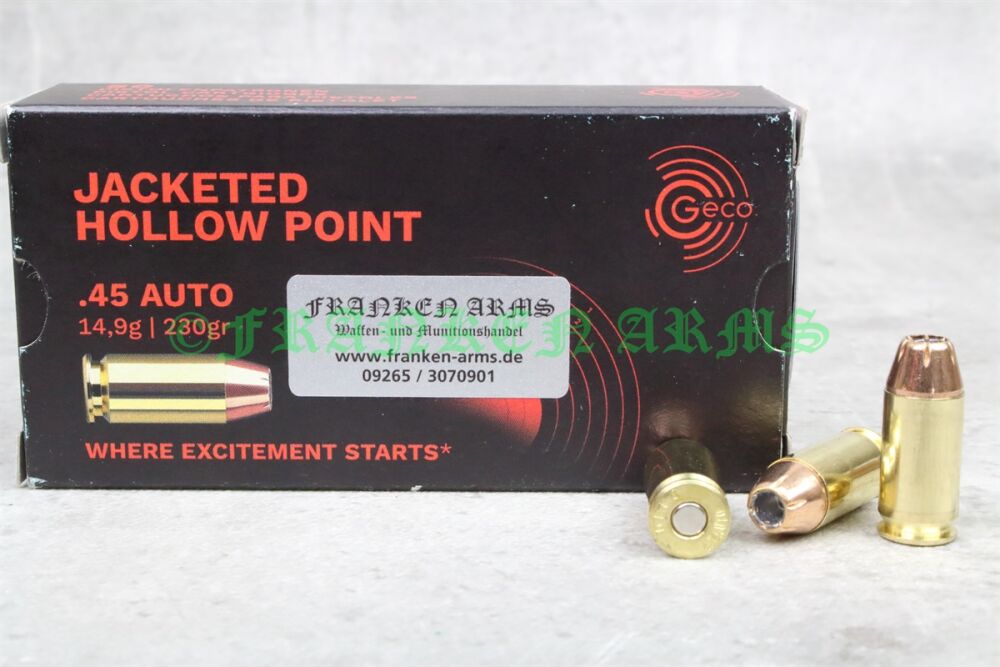 JACKETED
HOLLOW POINT
Geco
.45 AUTO
14,9g | 230gr
FRANKEN ARMS
Waffen - und Munitionshandel
www.franken-arms.de
09265 / 3070901
© FRANKEN ARMS
WHERE EXCITEMENT STARTS*